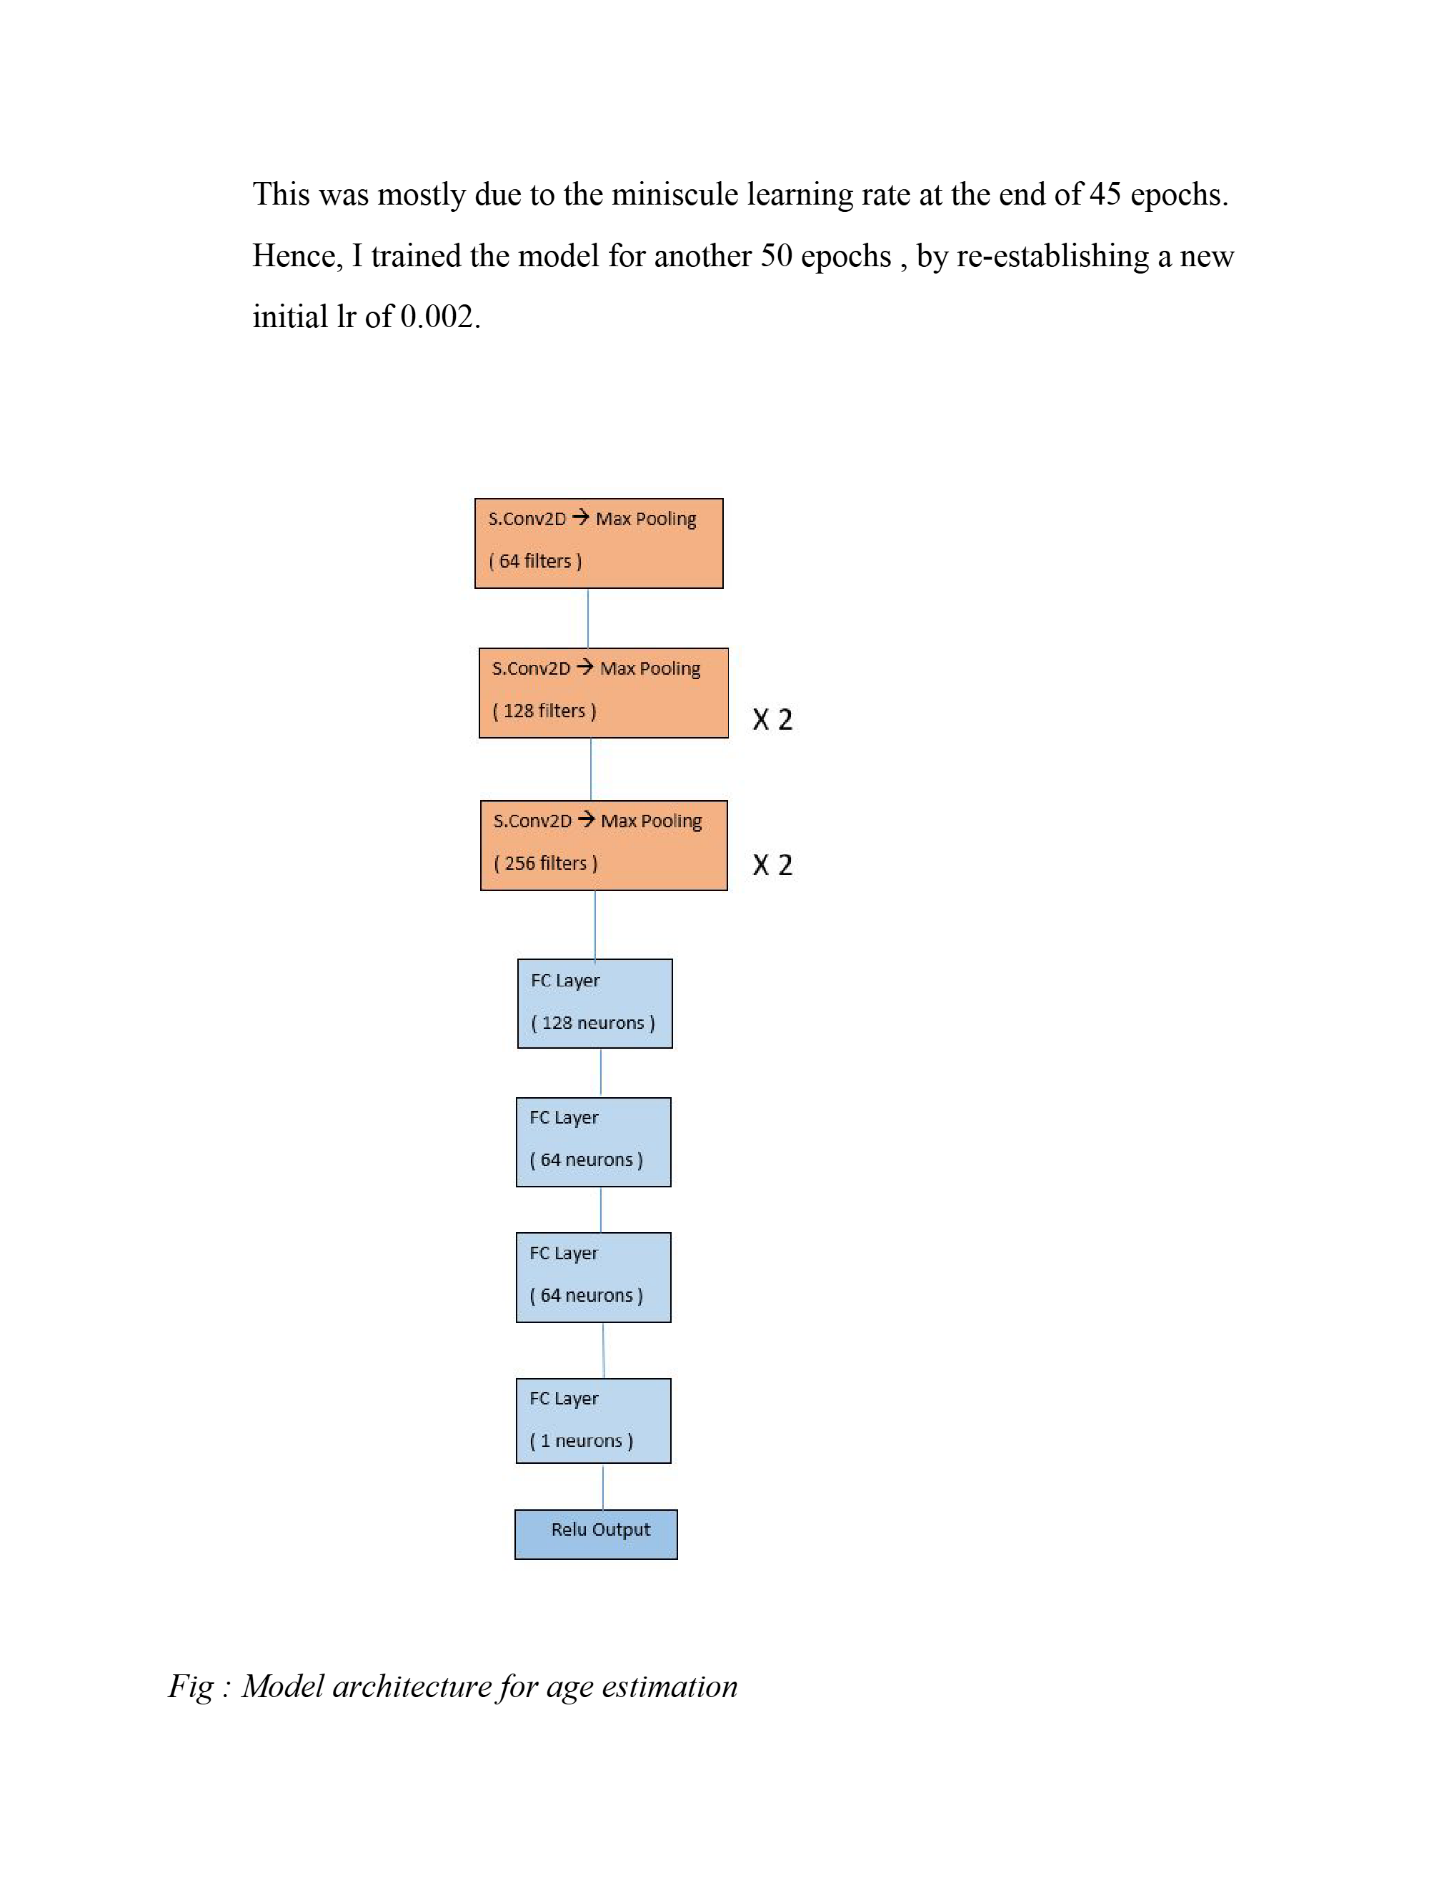 This was mostly due to the miniscule learning rate at the end of 45 epochs.
Hence, I trained the model for another 50 epochs , by re-establishing a new
initial lr of 0.002.
S.Conv2D → Max Pooling
( 64 filters )
S.Conv2D → Max Pooling
( 128 filters )
X 2
S.Conv2D → Max Pooling
( 256 filters )
X 2
FC Layer
( 128 neurons )
FC Layer
( 64 neurons )
FC Layer
( 64 neurons )
FC Layer
( 1 neurons )
Relu Output
Fig : Model architecture for age estimation